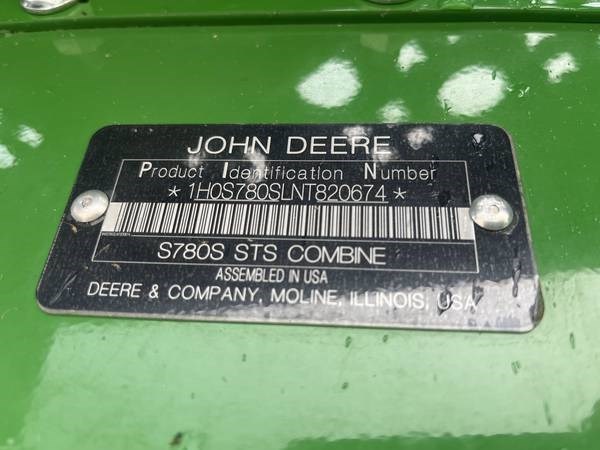 JOHN DEERE
Product Identification Number
*1H0S780SLNT820674*
S780S STS COMBINE
ASSEMBLED IN USA
DEERE & COMPANY, MOLINE, ILLINOIS, USA